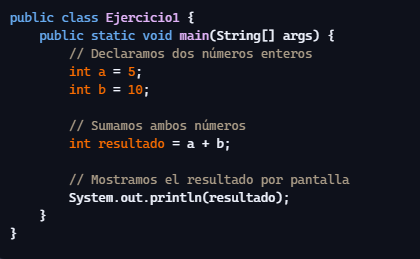 public class Ejercicio1 {
    public static void main(String[] args) {
        // Declaramos dos números enteros
        int a = 5;
        int b = 10;

        // Sumamos ambos números
        int resultado = a + b;

        // Mostramos el resultado por pantalla
        System.out.println(resultado);
    }
}